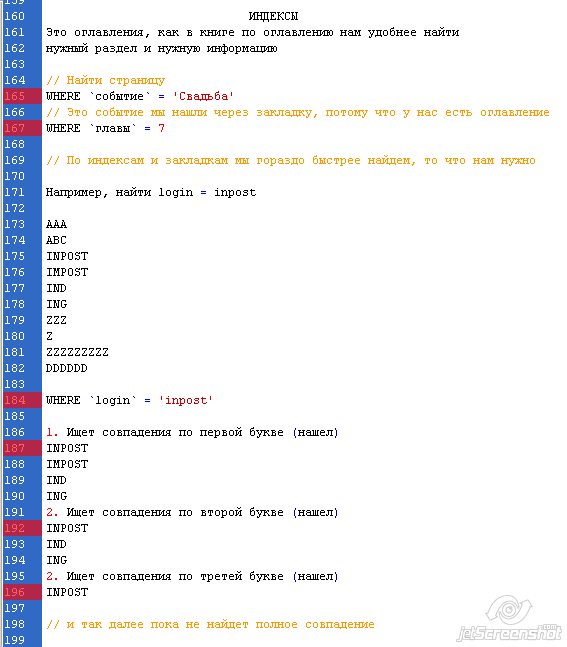 159
160 ИНДЕКСЫ
161 Это оглавления, как в книге по оглавлению нам удобнее найти
162 нужный раздел и нужную информацию
163
164 // Найти страницу
165 WHERE `событие` = 'Свадьба'
166 // Это событие мы нашли через закладку, потому что у нас есть оглавление
167 WHERE `главы` = 7
168
169 // По индексам и закладкам мы гораздо быстрее найдем, то что нам нужно
170
171 Например, найти login = inpost
172
173 AAA
174 ABC
175 INPOST
176 IMPOST
177 IND
178 ING
179 ZZZ
180 Z
181 ZZZZZZZZZ
182 DDDDDD
183
184 WHERE `login` = 'inpost'
185
186 1. Ищет совпадения по первой букве (нашел)
187 INPOST
188 IMPOST
189 IND
190 ING
191 2. Ищет совпадения по второй букве (нашел)
192 INPOST
193 IND
194 ING
195 2. Ищет совпадения по третей букве (нашел)
196 INPOST
197
198 // и так далее пока не найдет полное совпадение
199
jetScreenshot.com